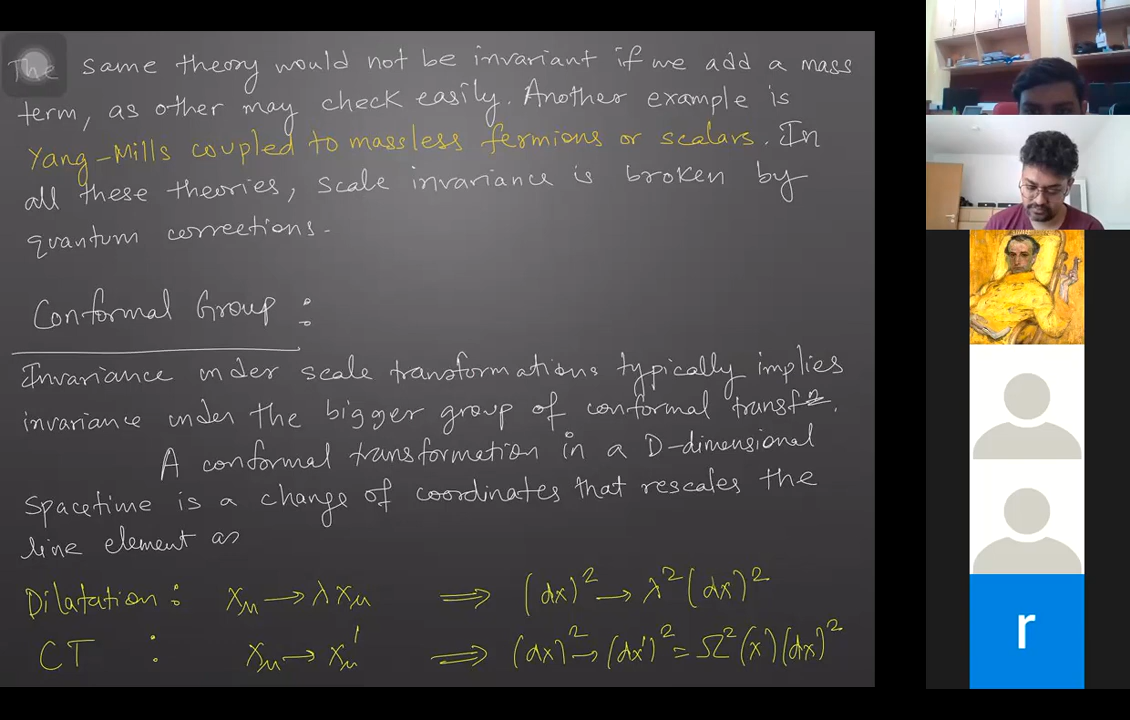 The same theory would not be invariant if we add a mass
term, as other may check easily. Another example is
Yang-Mills coupled to massless fermions or scalars. In
all these theories, scale invariance is broken by
quantum corrections.
Conformal Group :
Invariance under scale transformations typically implies
invariance under the bigger group of conformal transfⁿ.
A conformal transformation in a D-dimensional
spacetime is a change of coordinates that rescales the
line element as
Dilatation : xμ → λ xμ ⟹ (dx)² → λ² (dx)²
CT : xμ → xμ′ ⟹ (dx)² → (dx′)² = Ω²(x)(dx)²
r